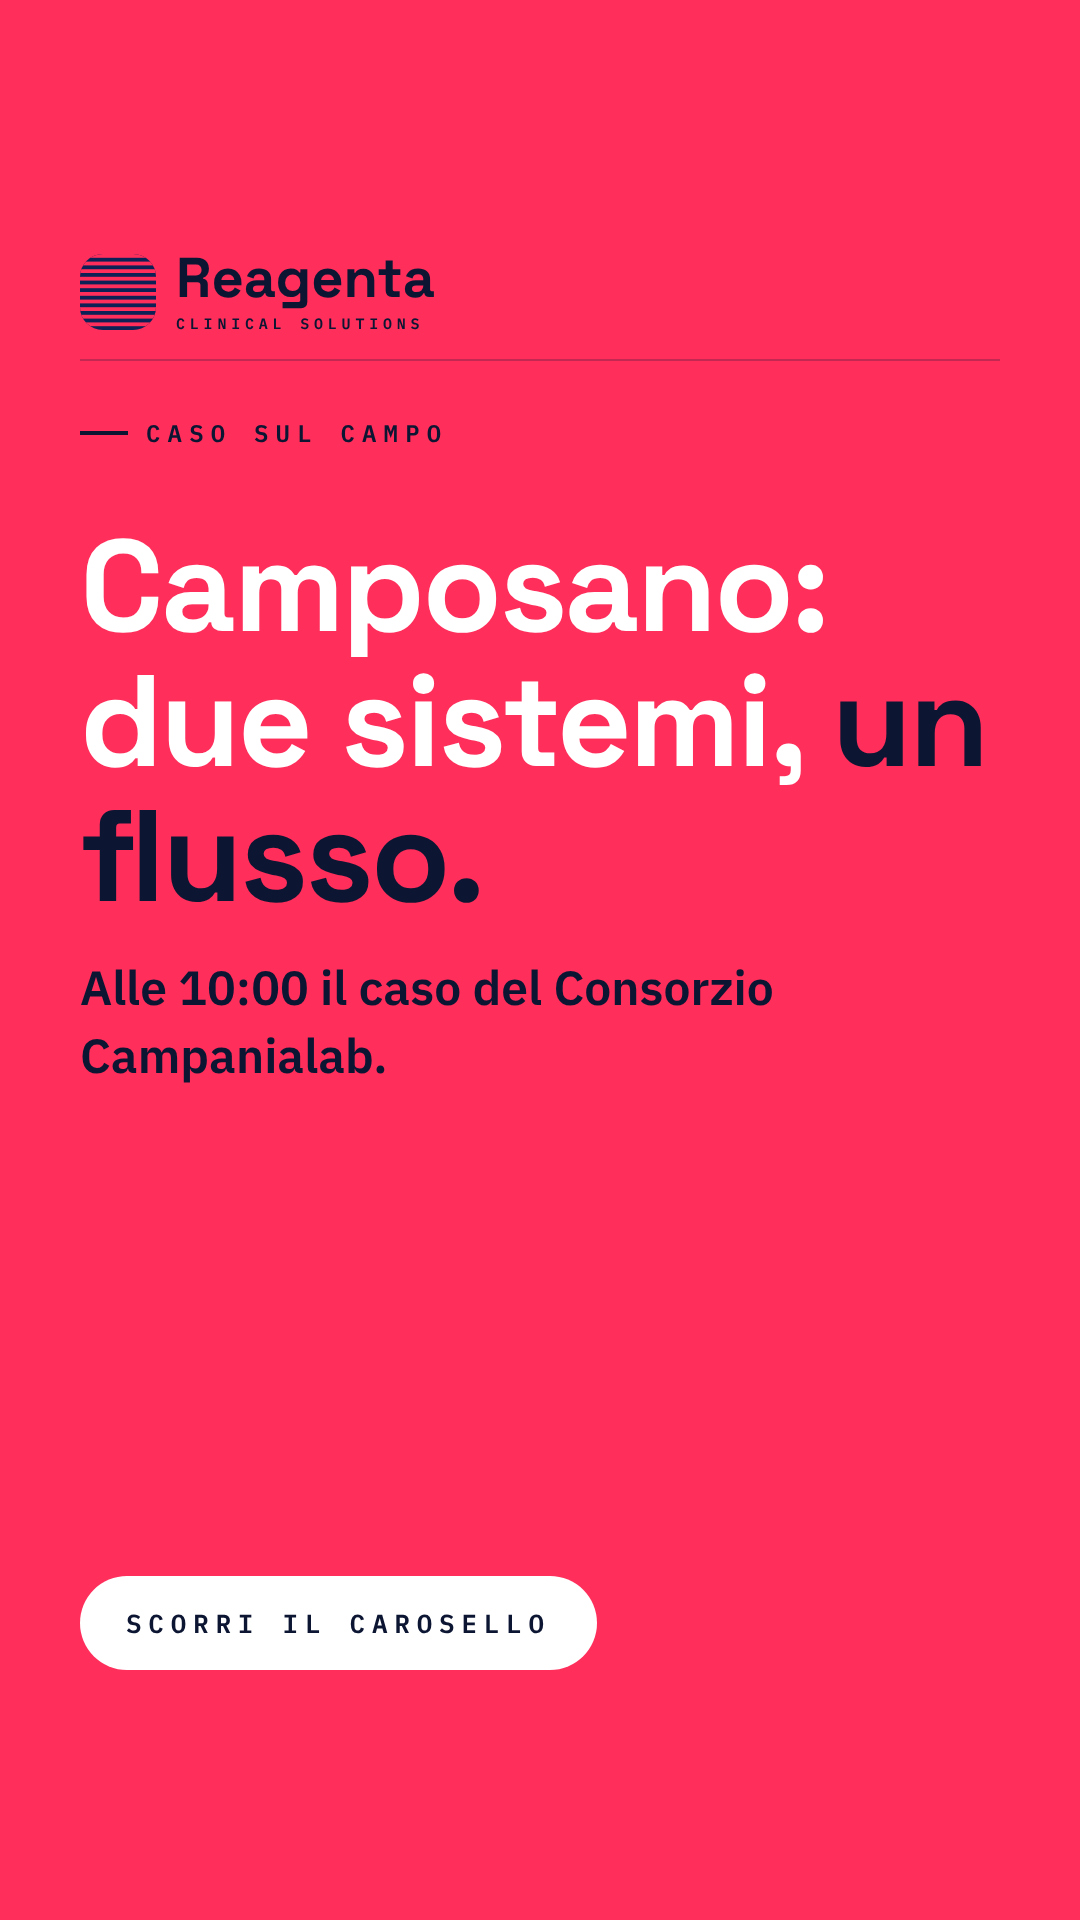 Reagenta
CLINICAL SOLUTIONS
CASO SUL CAMPO
Camposano:
due sistemi, un
flusso.
Alle 10:00 il caso del Consorzio
Campanialab.
SCORRI IL CAROSELLO